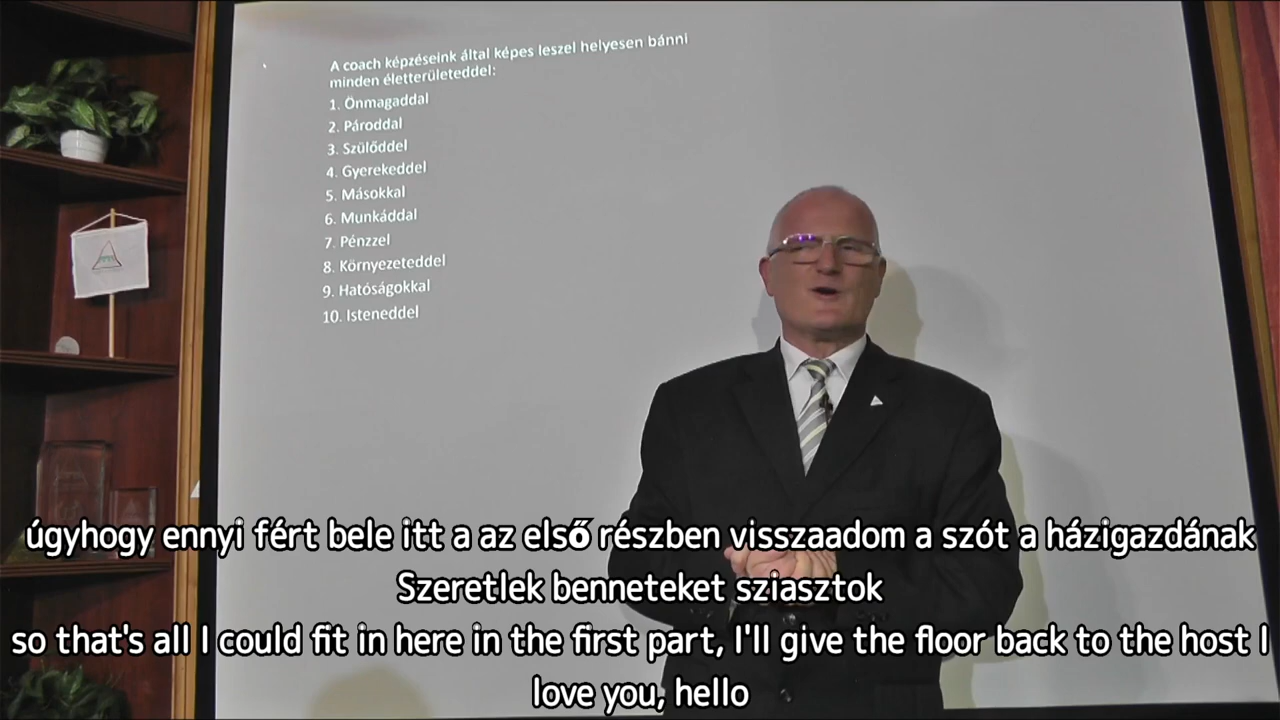 A coach képzéseink által képes leszel helyesen bánni
minden életterületeddel:
1. Önmagaddal
2. Pároddal
3. Szülőddel
4. Gyerekeddel
5. Másokkal
6. Munkáddal
7. Pénzzel
8. Környezeteddel
9. Hatóságokkal
10. Isteneddel
úgyhogy ennyi fért bele itt a az első részben visszaadom a szót a házigazdának
Szeretlek benneteket sziasztok
so that's all I could fit in here in the first part, I'll give the floor back to the host I
love you, hello